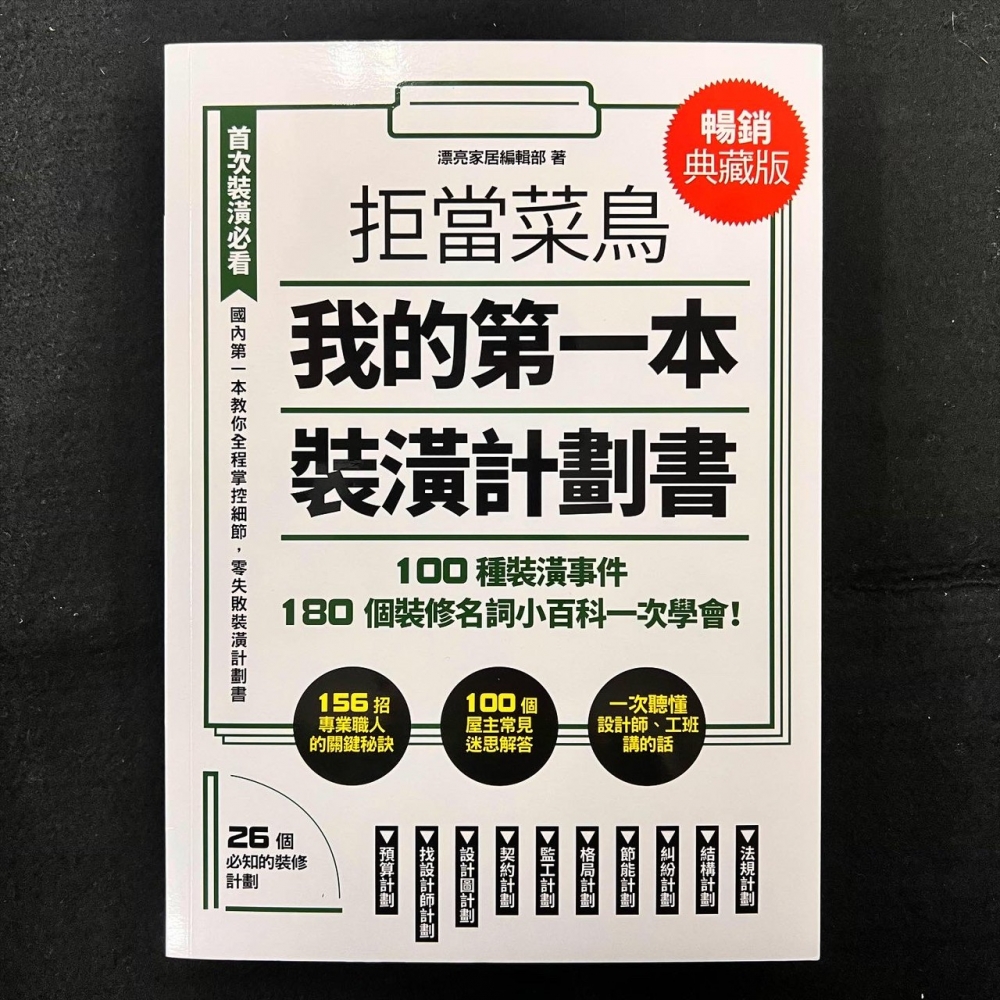 漂亮家居編輯部 著
暢銷
典藏版
首次裝潢必看
國內第一本教你全程掌控細節，零失敗裝潢計劃書
拒當菜鳥
我的第一本
裝潢計劃書
100 種裝潢事件
180 個裝修名詞小百科一次學會！
156 招
專業職人
的關鍵秘訣
100 個
屋主常見
迷思解答
一次聽懂
設計師、工班
講的話
26 個
必知的裝修
計劃
▼預算計劃
▼找設計師計劃
▼設計圖計劃
▼契約計劃
▼監工計劃
▼格局計劃
▼節能計劃
▼糾紛計劃
▼結構計劃
▼法規計劃